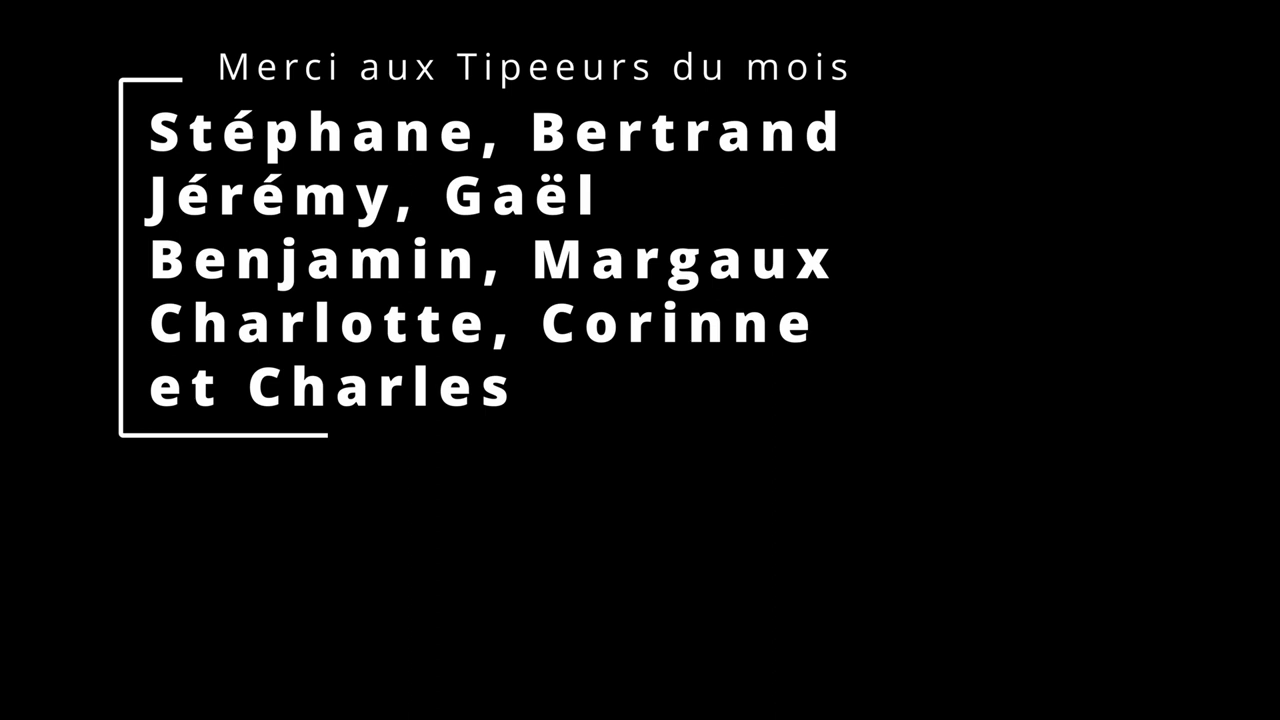 Merci aux Tipeeurs du mois
Stéphane, Bertrand
Jérémy, Gaël
Benjamin, Margaux
Charlotte, Corinne
et Charles